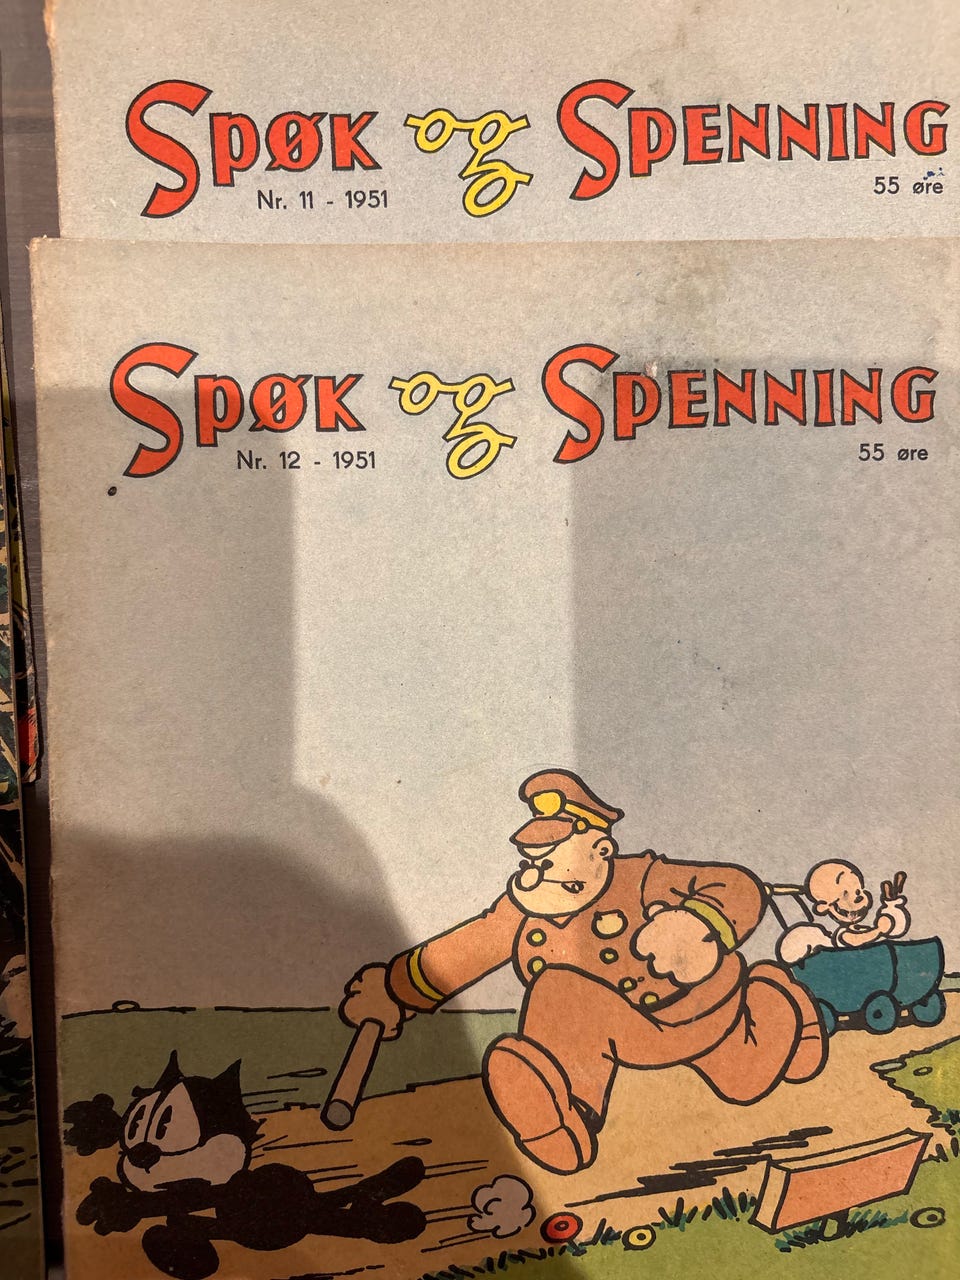 Spøk og Spenning
Nr. 11 - 1951
55 øre
Spøk og Spenning
Nr. 12 - 1951
55 øre